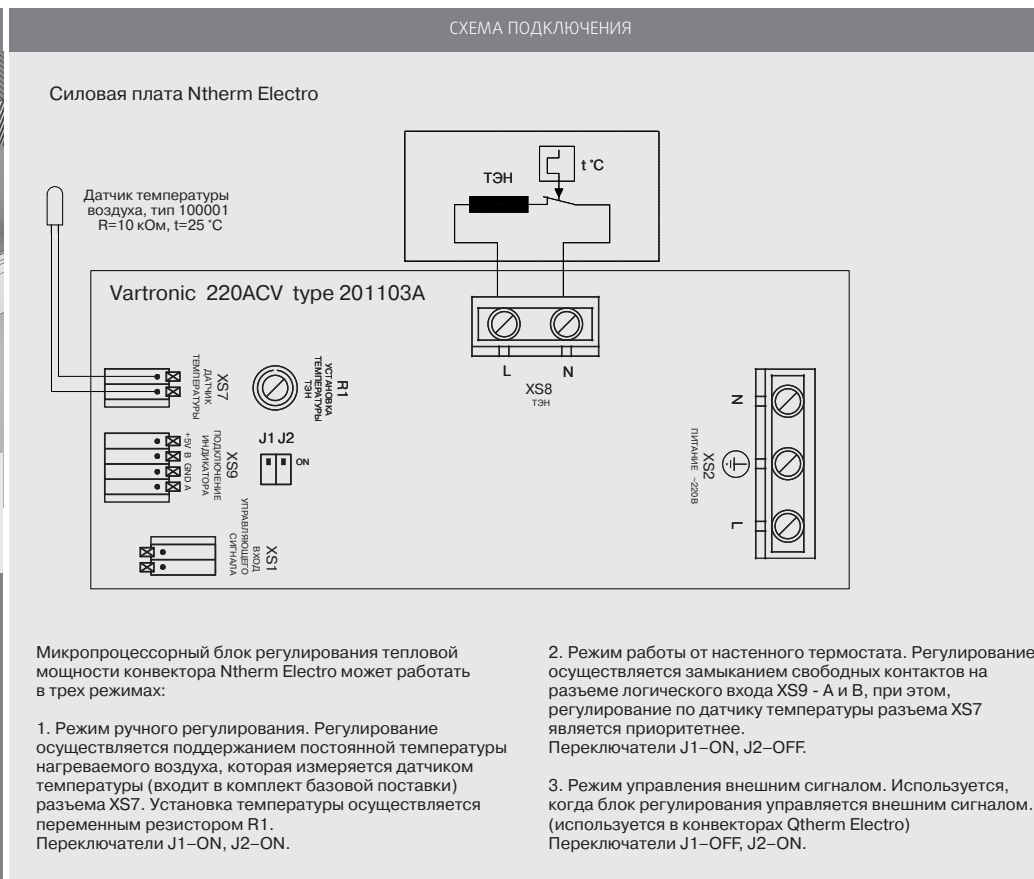 СХЕМА ПОДКЛЮЧЕНИЯ
Силовая плата Ntherm Electro
t °C
ТЭН
Датчик температуры
воздуха, тип 100001
R=10 кОм, t=25 °C
Vartronic 220ACV type 201103A
XS7
ДАТЧИК
ТЕМПЕРАТУРЫ
R1
УСТАНОВКА
ТЕМПЕРАТУРЫ
ТЭН
L N
XS8
ТЭН
J1 J2
ON
XS9
ПОДКЛЮЧЕНИЕ
ИНДИКАТОРА
+5V B GND A
XS1
ВХОД
УПРАВЛЯЮЩЕГО
СИГНАЛА
N
L
XS2
ПИТАНИЕ ~220В
Микропроцессорный блок регулирования тепловой
мощности конвектора Ntherm Electro может работать
в трех режимах:
1. Режим ручного регулирования. Регулирование
осуществляется поддержанием постоянной температуры
нагреваемого воздуха, которая измеряется датчиком
температуры (входит в комплект базовой поставки)
разъема XS7. Установка температуры осуществляется
переменным резистором R1.
Переключатели J1–ON, J2–ON.
2. Режим работы от настенного термостата. Регулирование
осуществляется замыканием свободных контактов на
разъеме логического входа XS9 - А и В, при этом,
регулирование по датчику температуры разъема XS7
является приоритетнее.
Переключатели J1–ON, J2–OFF.
3. Режим управления внешним сигналом. Используется,
когда блок регулирования управляется внешним сигналом.
(используется в конвекторах Qtherm Electro)
Переключатели J1–OFF, J2–ON.